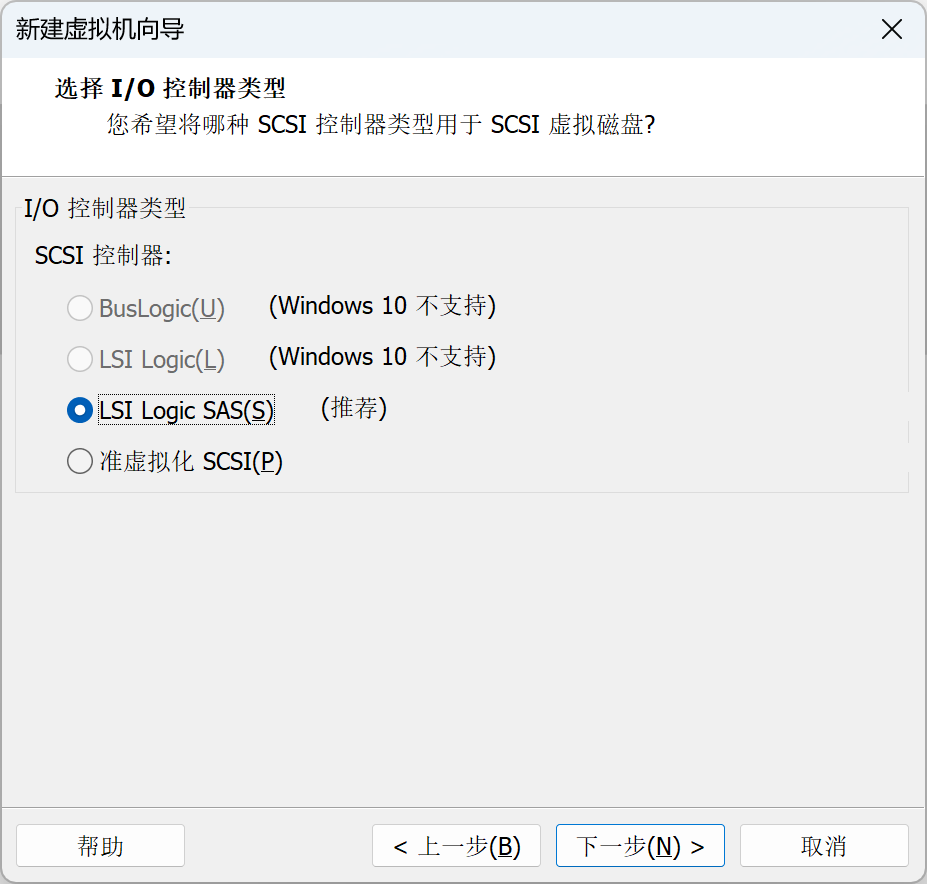 新建虚拟机向导
选择 I/O 控制器类型
您希望将哪种 SCSI 控制器类型用于 SCSI 虚拟磁盘?
I/O 控制器类型
SCSI 控制器:
BusLogic(U) (Windows 10 不支持)
LSI Logic(L) (Windows 10 不支持)
LSI Logic SAS(S) (推荐)
准虚拟化 SCSI(P)
帮助 < 上一步(B) 下一步(N) > 取消